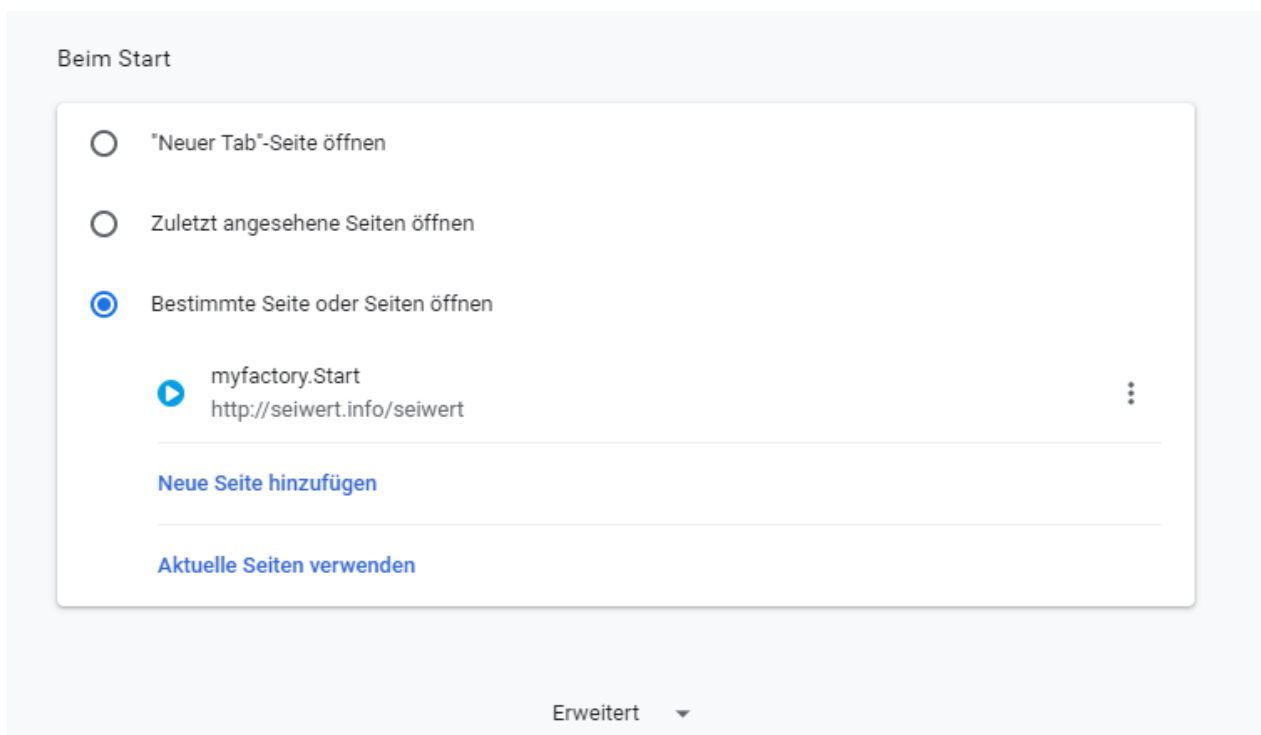 Beim Start
"Neuer Tab"-Seite öffnen
Zuletzt angesehene Seiten öffnen
Bestimmte Seite oder Seiten öffnen
myfactory.Start
http://seiwert.info/seiwert
Neue Seite hinzufügen
Aktuelle Seiten verwenden
Erweitert